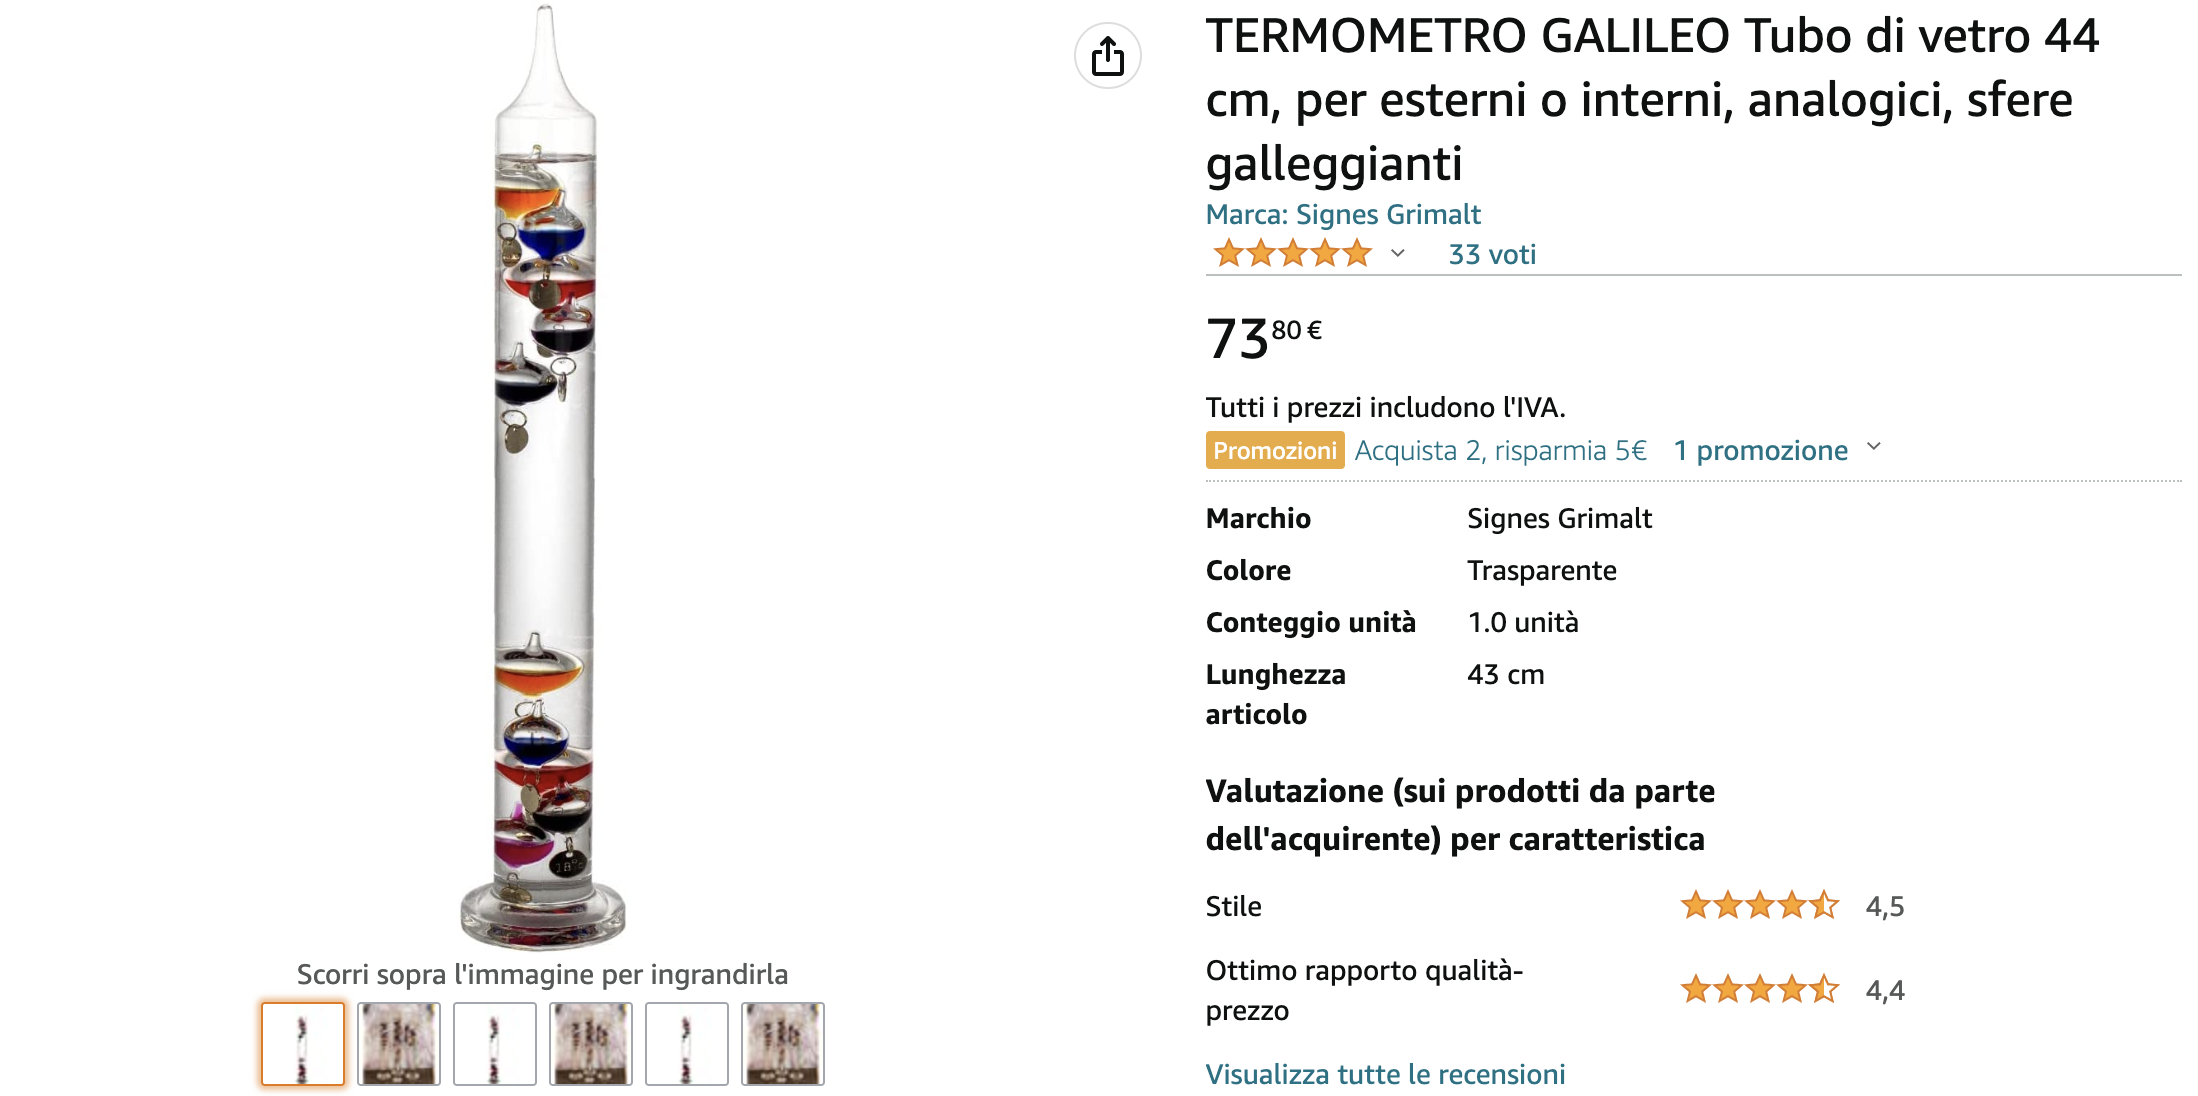 TERMOMETRO GALILEO Tubo di vetro 44
cm, per esterni o interni, analogici, sfere
galleggianti
Marca: Signes Grimalt
33 voti
73 80 €
Tutti i prezzi includono l'IVA.
Promozioni Acquista 2, risparmia 5€ 1 promozione
Marchio Signes Grimalt
Colore Trasparente
Conteggio unità 1.0 unità
Lunghezza 43 cm
articolo
Valutazione (sui prodotti da parte
dell'acquirente) per caratteristica
Stile 4,5
Ottimo rapporto qualità-
prezzo 4,4
Visualizza tutte le recensioni
18°
Scorri sopra l'immagine per ingrandirla